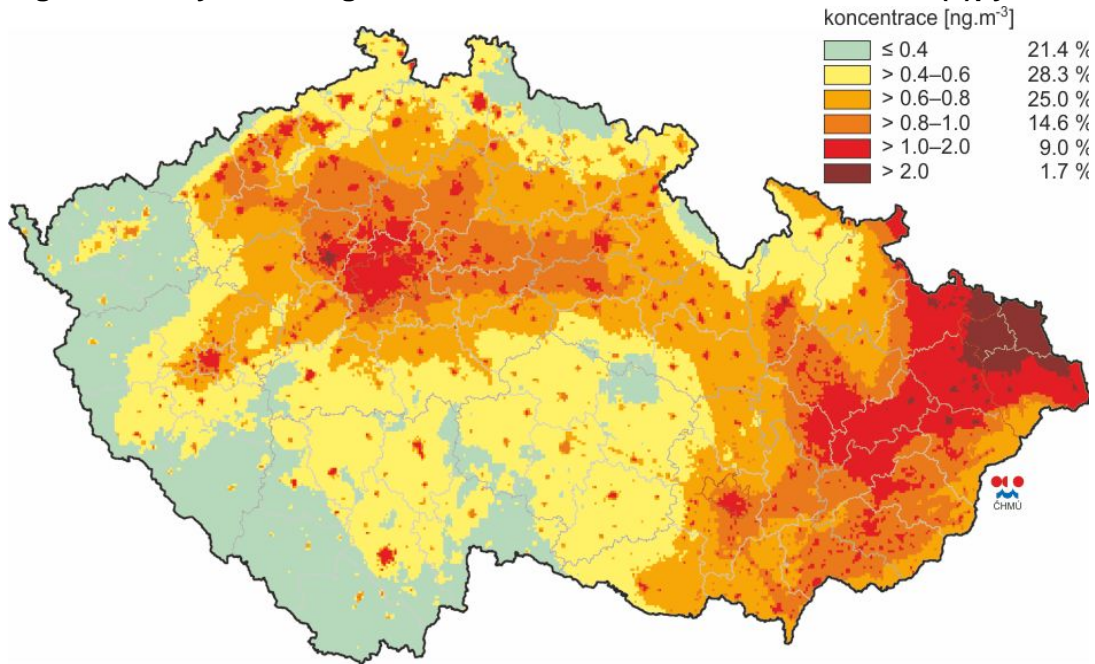 koncentrace [ng.m⁻³]
≤ 0.4 21.4 %
> 0.4–0.6 28.3 %
> 0.6–0.8 25.0 %
> 0.8–1.0 14.6 %
> 1.0–2.0 9.0 %
> 2.0 1.7 %
ČHMÚ